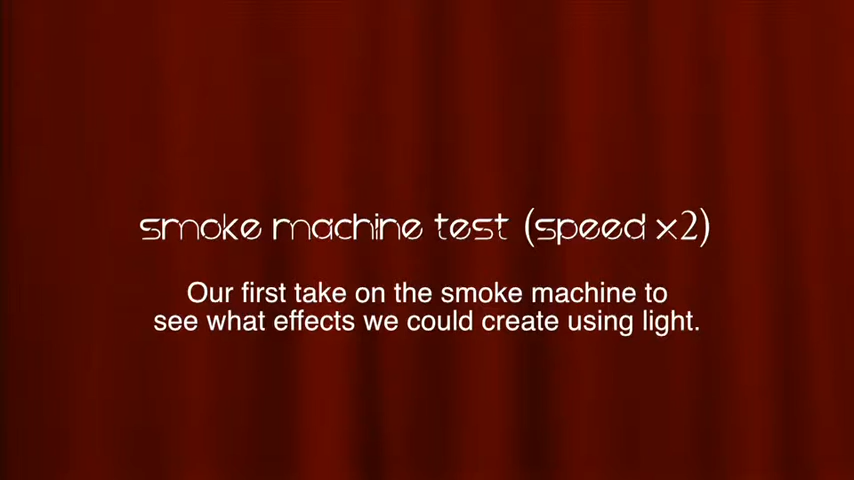 smoke machine test (speed x2)
Our first take on the smoke machine to
see what effects we could create using light.